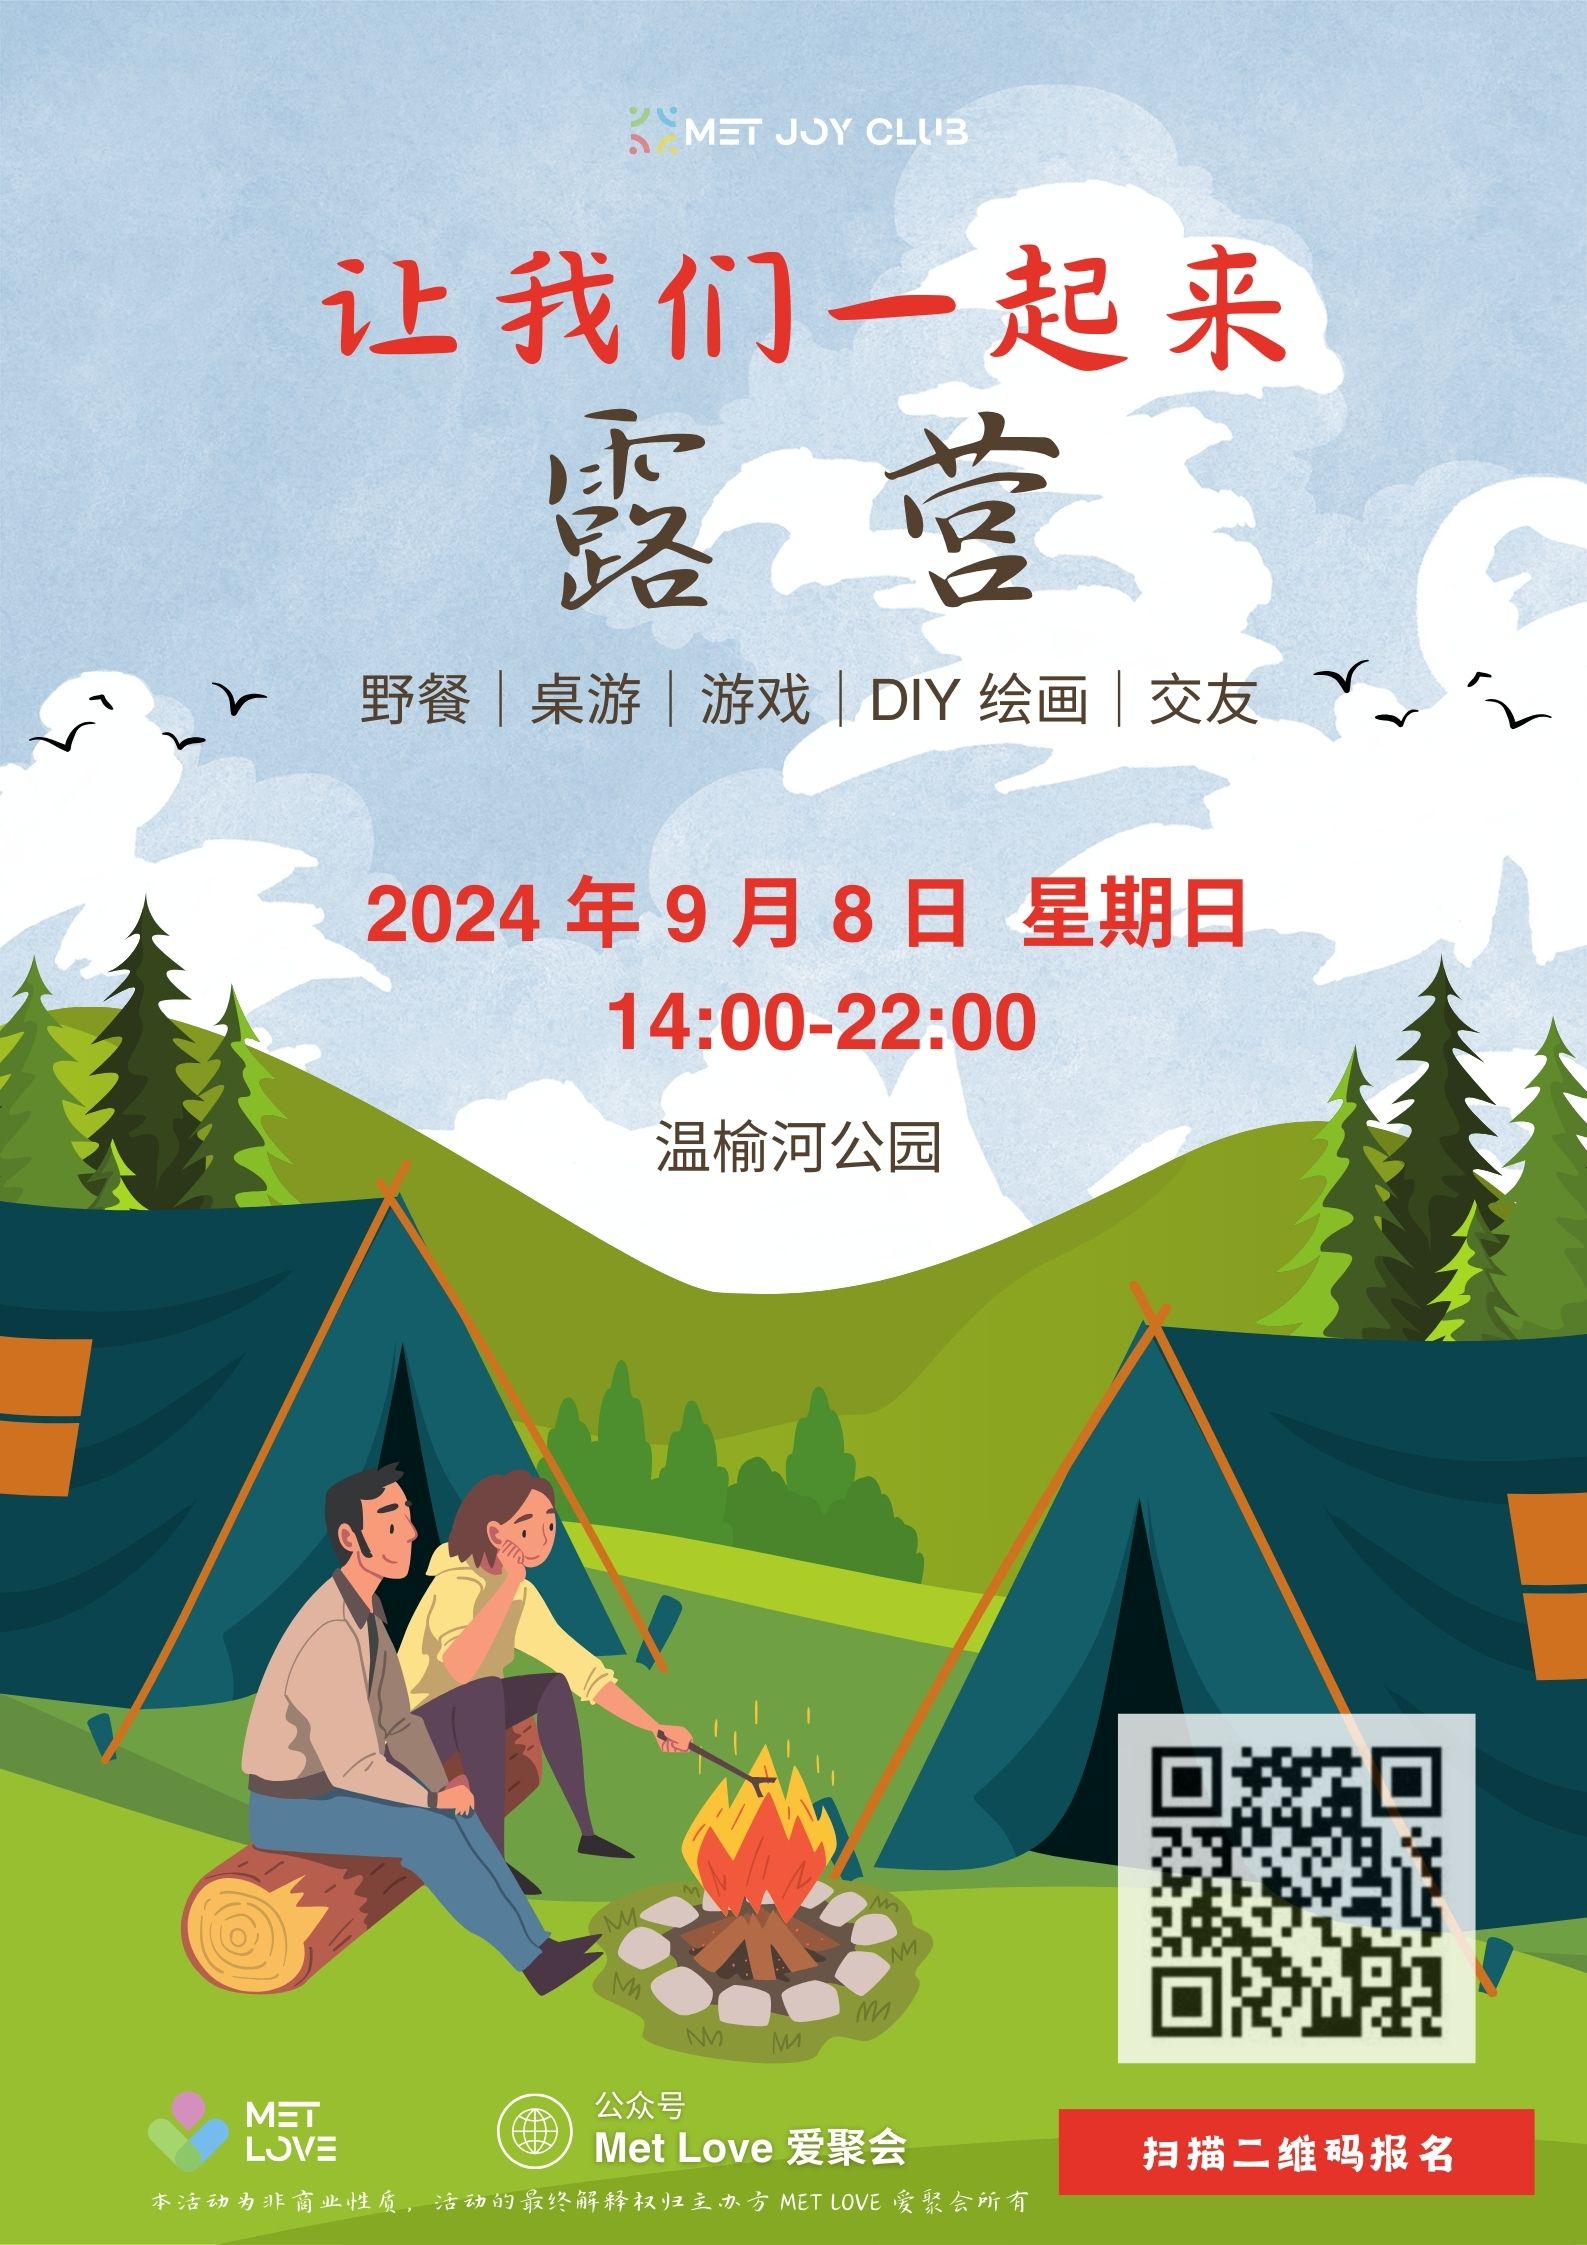 MET JOY CLUB
让我们一起来
露营
野餐｜桌游｜游戏｜DIY 绘画｜交友
2024 年 9 月 8 日 星期日
14:00-22:00
温榆河公园
MET
LOVE
公众号
Met Love 爱聚会
扫描二维码报名
本活动为非商业性质，活动的最终解释权归主办方 MET LOVE 爱聚会所有